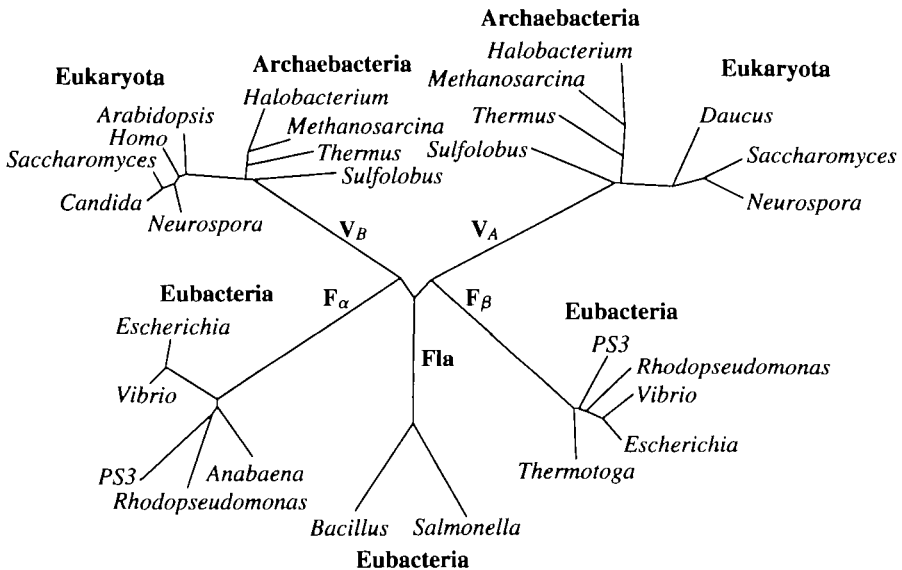 Archaebacteria
Halobacterium
Methanosarcina
Thermus
Sulfolobus
Eukaryota
Daucus
Saccharomyces
Neurospora
Eukaryota
Arabidopsis
Homo
Saccharomyces
Candida
Neurospora
Archaebacteria
Halobacterium
Methanosarcina
Thermus
Sulfolobus
V_B
V_A
F_α
F_β
Fla
Eubacteria
Escherichia
Vibrio
PS3
Rhodopseudomonas
Anabaena
Eubacteria
PS3
Rhodopseudomonas
Vibrio
Escherichia
Thermotoga
Bacillus
Salmonella
Eubacteria